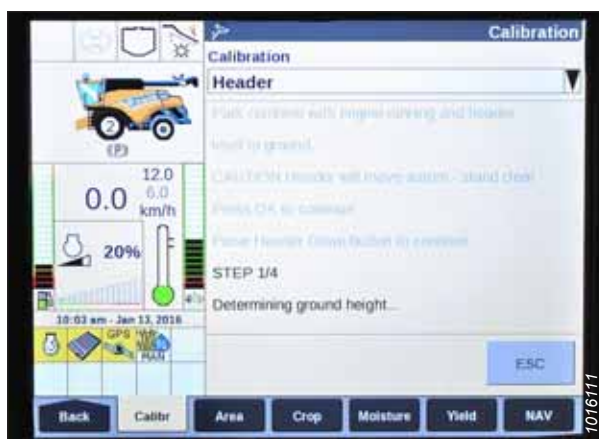 Calibration
Calibration
Header
Park combine with engine running and header
level to ground.
CAUTION Header will move autom.- stand clear
Press OK to continue
Press Header Down button to continue
STEP 1/4
Determining ground height...
ESC
2
(P)
12.0
0.0
6.0
km/h
20%
10:03 am - Jan 13, 2016
GPS
MAN
Back
Calibr
Area
Crop
Moisture
Yield
NAV
1016111